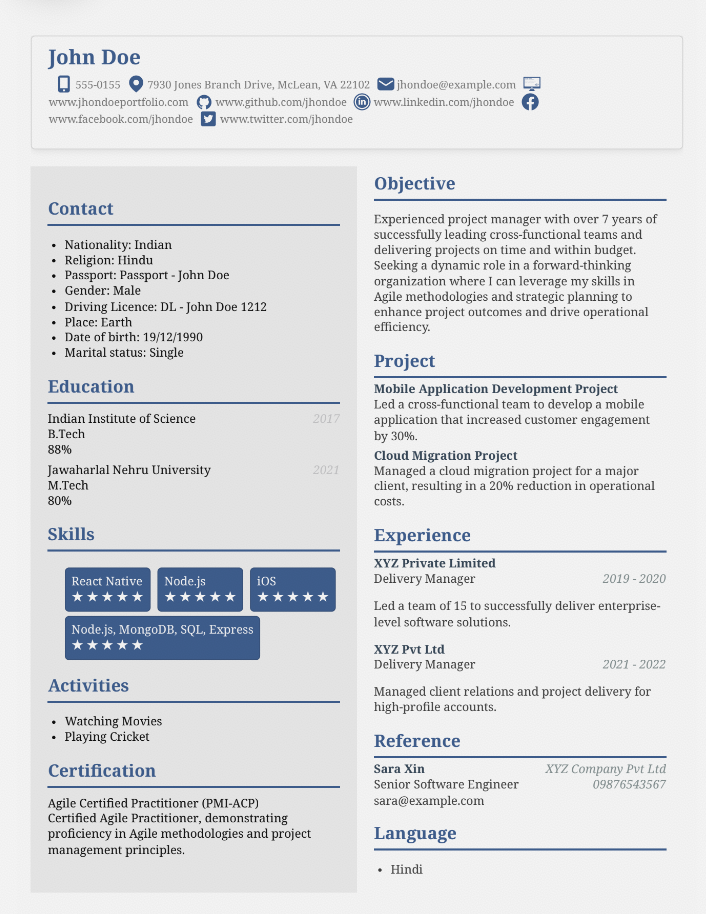 John Doe
555-0155 7930 Jones Branch Drive, McLean, VA 22102 jhondoe@example.com
www.jhondoeportfolio.com www.github.com/jhondoe www.linkedin.com/jhondoe
www.facebook.com/jhondoe www.twitter.com/jhondoe
Contact
• Nationality: Indian
• Religion: Hindu
• Passport: Passport - John Doe
• Gender: Male
• Driving Licence: DL - John Doe 1212
• Place: Earth
• Date of birth: 19/12/1990
• Marital status: Single
Education
Indian Institute of Science 2017
B.Tech
88%
Jawaharlal Nehru University 2021
M.Tech
80%
Skills
React Native Node.js iOS
★★★★★ ★★★★★ ★★★★★
Node.js, MongoDB, SQL, Express
★★★★★
Activities
• Watching Movies
• Playing Cricket
Certification
Agile Certified Practitioner (PMI-ACP)
Certified Agile Practitioner, demonstrating
proficiency in Agile methodologies and project
management principles.
Objective
Experienced project manager with over 7 years of
successfully leading cross-functional teams and
delivering projects on time and within budget.
Seeking a dynamic role in a forward-thinking
organization where I can leverage my skills in
Agile methodologies and strategic planning to
enhance project outcomes and drive operational
efficiency.
Project
Mobile Application Development Project
Led a cross-functional team to develop a mobile
application that increased customer engagement
by 30%.
Cloud Migration Project
Managed a cloud migration project for a major
client, resulting in a 20% reduction in operational
costs.
Experience
XYZ Private Limited
Delivery Manager 2019 - 2020
Led a team of 15 to successfully deliver enterprise-
level software solutions.
XYZ Pvt Ltd
Delivery Manager 2021 - 2022
Managed client relations and project delivery for
high-profile accounts.
Reference
Sara Xin XYZ Company Pvt Ltd
Senior Software Engineer 09876543567
sara@example.com
Language
• Hindi